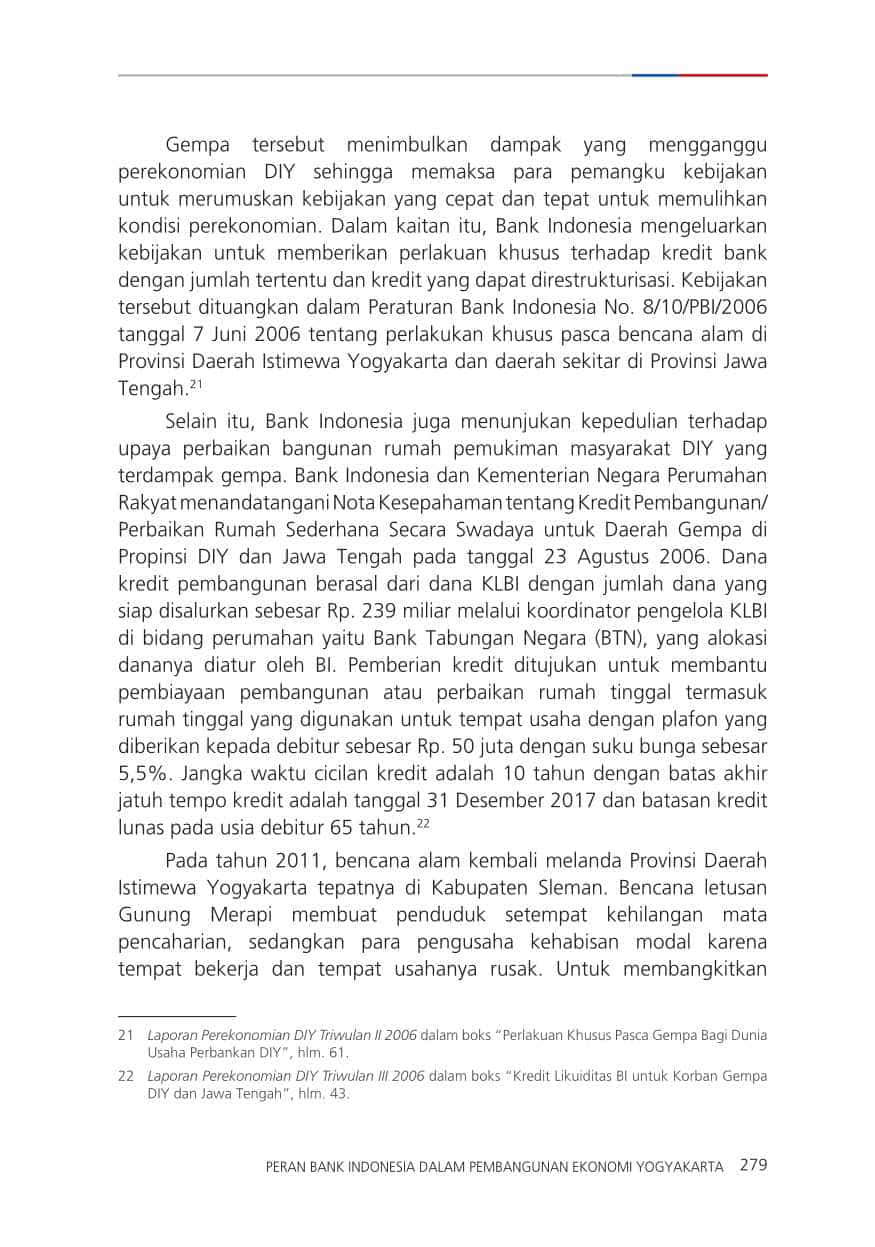 Gempa tersebut menimbulkan dampak yang mengganggu
perekonomian DIY sehingga memaksa para pemangku kebijakan
untuk merumuskan kebijakan yang cepat dan tepat untuk memulihkan
kondisi perekonomian. Dalam kaitan itu, Bank Indonesia mengeluarkan
kebijakan untuk memberikan perlakuan khusus terhadap kredit bank
dengan jumlah tertentu dan kredit yang dapat direstrukturisasi. Kebijakan
tersebut dituangkan dalam Peraturan Bank Indonesia No. 8/10/PBI/2006
tanggal 7 Juni 2006 tentang perlakukan khusus pasca bencana alam di
Provinsi Daerah Istimewa Yogyakarta dan daerah sekitar di Provinsi Jawa
Tengah.²¹
Selain itu, Bank Indonesia juga menunjukan kepedulian terhadap
upaya perbaikan bangunan rumah pemukiman masyarakat DIY yang
terdampak gempa. Bank Indonesia dan Kementerian Negara Perumahan
Rakyat menandatangani Nota Kesepahaman tentang Kredit Pembangunan/
Perbaikan Rumah Sederhana Secara Swadaya untuk Daerah Gempa di
Propinsi DIY dan Jawa Tengah pada tanggal 23 Agustus 2006. Dana
kredit pembangunan berasal dari dana KLBI dengan jumlah dana yang
siap disalurkan sebesar Rp. 239 miliar melalui koordinator pengelola KLBI
di bidang perumahan yaitu Bank Tabungan Negara (BTN), yang alokasi
dananya diatur oleh BI. Pemberian kredit ditujukan untuk membantu
pembiayaan pembangunan atau perbaikan rumah tinggal termasuk
rumah tinggal yang digunakan untuk tempat usaha dengan plafon yang
diberikan kepada debitur sebesar Rp. 50 juta dengan suku bunga sebesar
5,5%. Jangka waktu cicilan kredit adalah 10 tahun dengan batas akhir
jatuh tempo kredit adalah tanggal 31 Desember 2017 dan batasan kredit
lunas pada usia debitur 65 tahun.²²
Pada tahun 2011, bencana alam kembali melanda Provinsi Daerah
Istimewa Yogyakarta tepatnya di Kabupaten Sleman. Bencana letusan
Gunung Merapi membuat penduduk setempat kehilangan mata
pencaharian, sedangkan para pengusaha kehabisan modal karena
tempat bekerja dan tempat usahanya rusak. Untuk membangkitkan
21 Laporan Perekonomian DIY Triwulan II 2006 dalam boks “Perlakuan Khusus Pasca Gempa Bagi Dunia
Usaha Perbankan DIY”, hlm. 61.
22 Laporan Perekonomian DIY Triwulan III 2006 dalam boks “Kredit Likuiditas BI untuk Korban Gempa
DIY dan Jawa Tengah”, hlm. 43.
PERAN BANK INDONESIA DALAM PEMBANGUNAN EKONOMI YOGYAKARTA 279